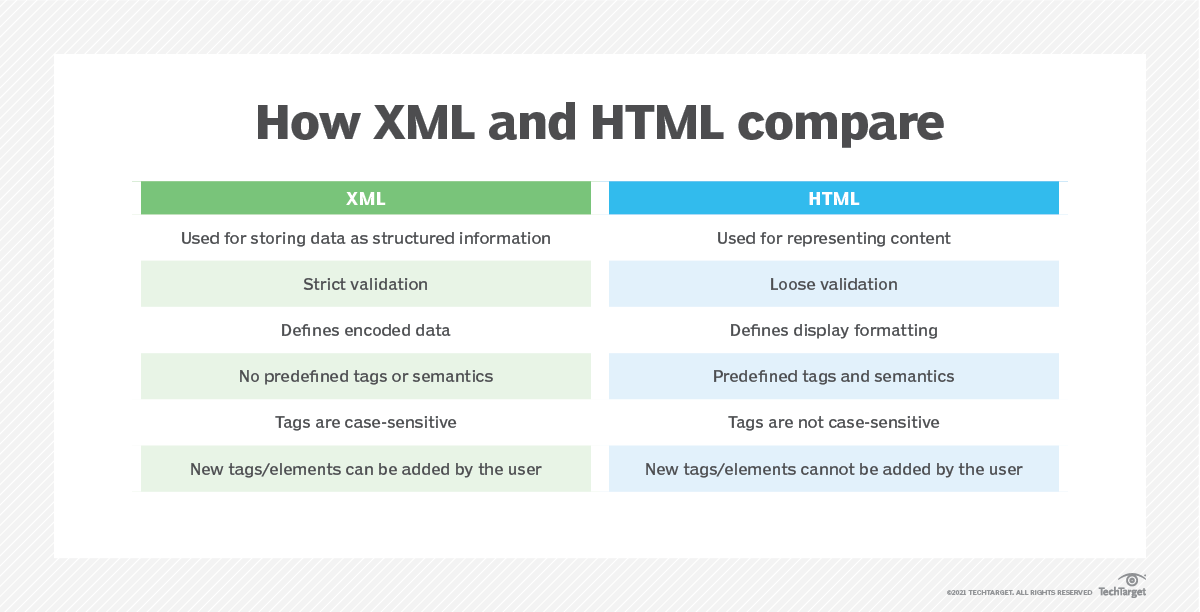 How XML and HTML compare
XML
HTML
Used for storing data as structured information
Used for representing content
Strict validation
Loose validation
Defines encoded data
Defines display formatting
No predefined tags or semantics
Predefined tags and semantics
Tags are case-sensitive
Tags are not case-sensitive
New tags/elements can be added by the user
New tags/elements cannot be added by the user
©2021 TECHTARGET. ALL RIGHTS RESERVED
TechTarget